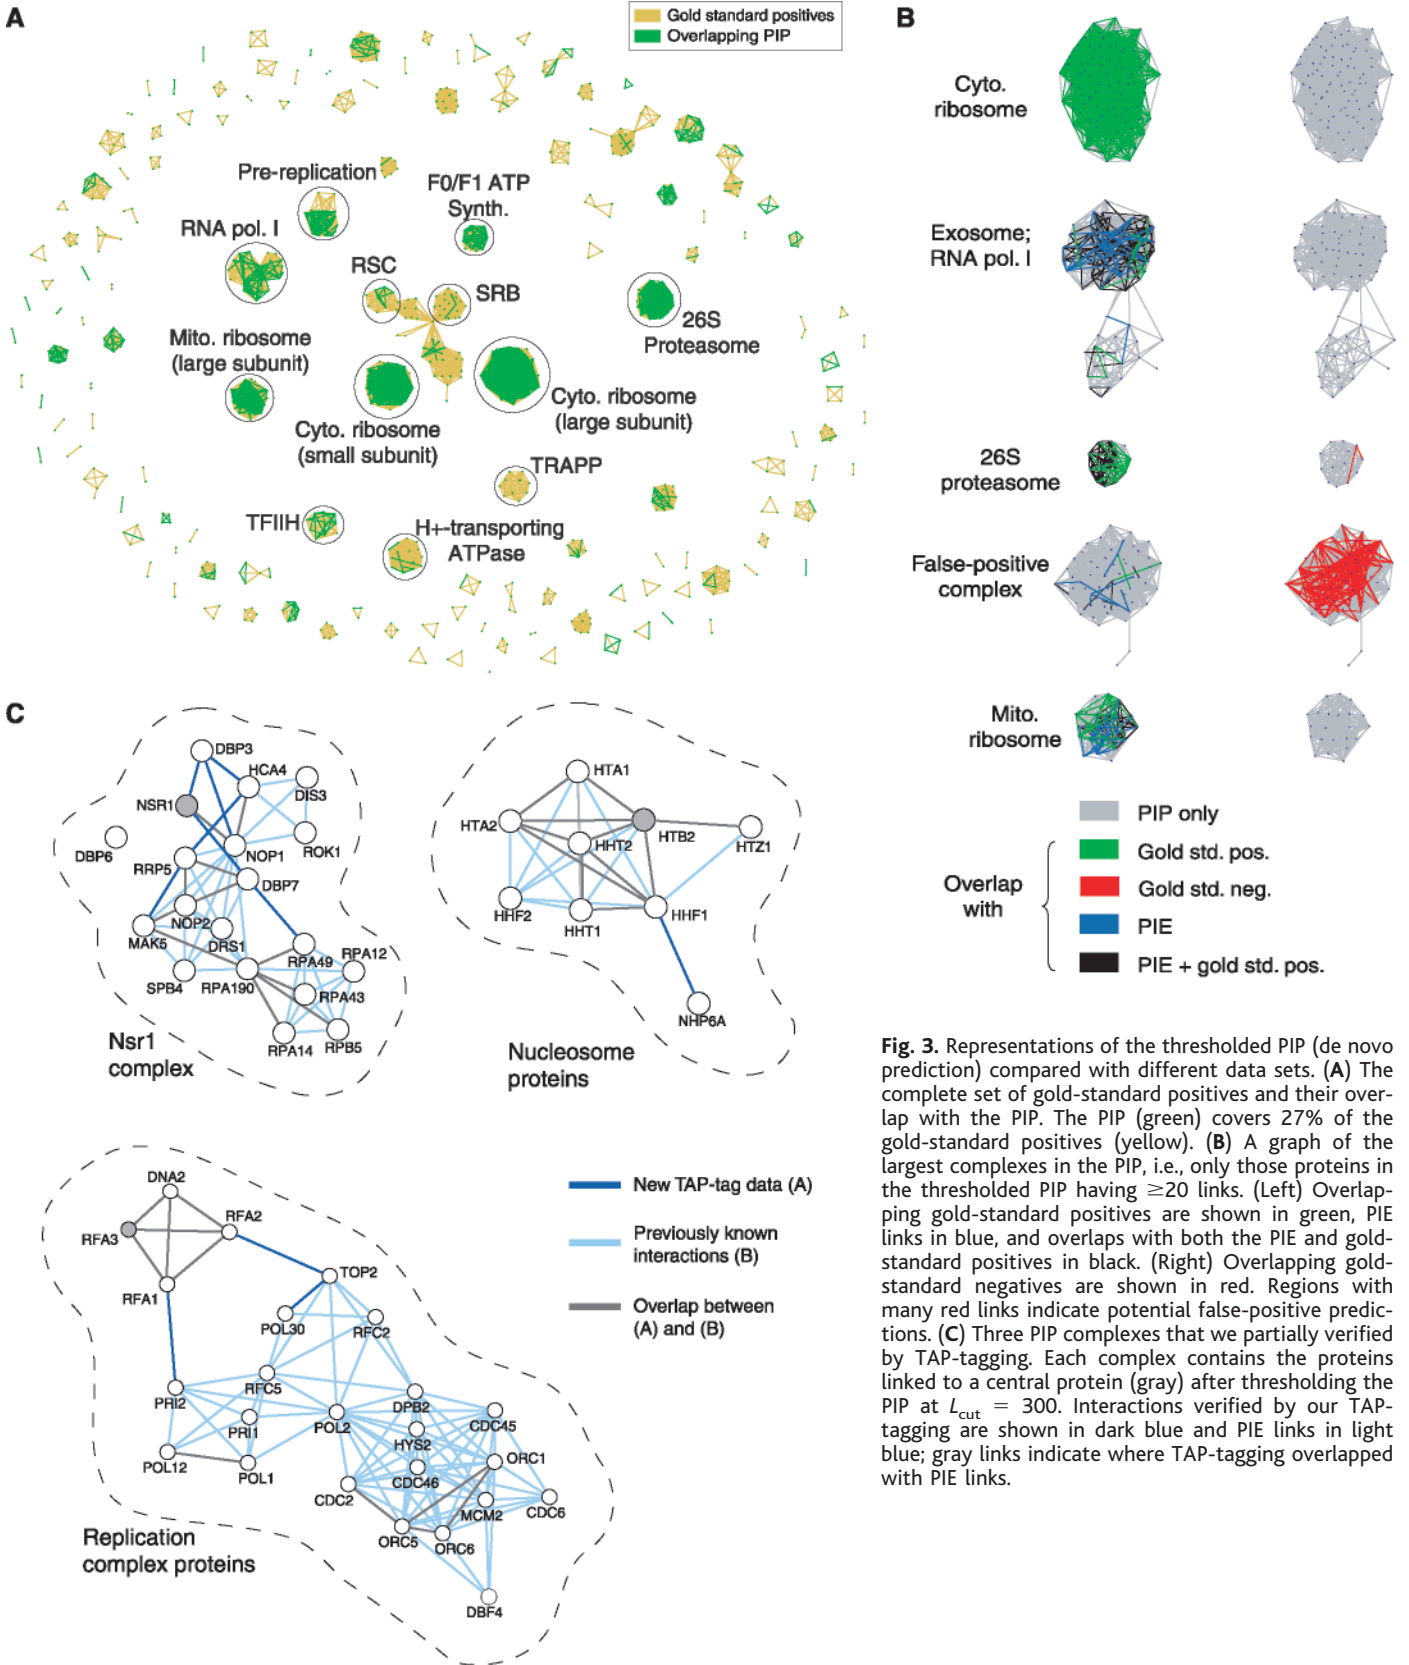 A
Gold standard positives
Overlapping PIP
Pre-replication
F0/F1 ATP
Synth.
RNA pol. I
RSC
SRB
26S
Proteasome
Mito. ribosome
(large subunit)
Cyto. ribosome
(large subunit)
Cyto. ribosome
(small subunit)
TRAPP
TFIIH
H+-transporting
ATPase
B
Cyto.
ribosome
Exosome;
RNA pol. I
26S
proteasome
False-positive
complex
Mito.
ribosome
PIP only
Overlap
with
Gold std. pos.
Gold std. neg.
PIE
PIE + gold std. pos.
C
DBP3
HCA4
DIS3
NSR1
DBP6
NOP1
ROK1
RRP5
DBP7
NOP2
MAK5
DRS1
RPA49
RPA12
SPB4
RPA190
RPA43
RPA14
RPB5
Nsr1
complex
HTA1
HTA2
HTB2
HHT2
HTZ1
HHF2
HHT1
HHF1
NHP6A
Nucleosome
proteins
DNA2
RFA2
RFA3
RFA1
TOP2
POL30
RFC2
RFC5
PRI2
DPB2
CDC45
PRI1
POL2
HYS2
POL12
POL1
ORC1
CDC46
CDC2
MCM2
CDC6
ORC5
ORC6
DBF4
Replication
complex proteins
New TAP-tag data (A)
Previously known
interactions (B)
Overlap between
(A) and (B)
Fig. 3. Representations of the thresholded PIP (de novo
prediction) compared with different data sets. (A) The
complete set of gold-standard positives and their over-
lap with the PIP. The PIP (green) covers 27% of the
gold-standard positives (yellow). (B) A graph of the
largest complexes in the PIP, i.e., only those proteins in
the thresholded PIP having ≥20 links. (Left) Overlap-
ping gold-standard positives are shown in green, PIE
links in blue, and overlaps with both the PIE and gold-
standard positives in black. (Right) Overlapping gold-
standard negatives are shown in red. Regions with
many red links indicate potential false-positive predic-
tions. (C) Three PIP complexes that we partially verified
by TAP-tagging. Each complex contains the proteins
linked to a central protein (gray) after thresholding the
PIP at Lcut = 300. Interactions verified by our TAP-
tagging are shown in dark blue and PIE links in light
blue; gray links indicate where TAP-tagging overlapped
with PIE links.